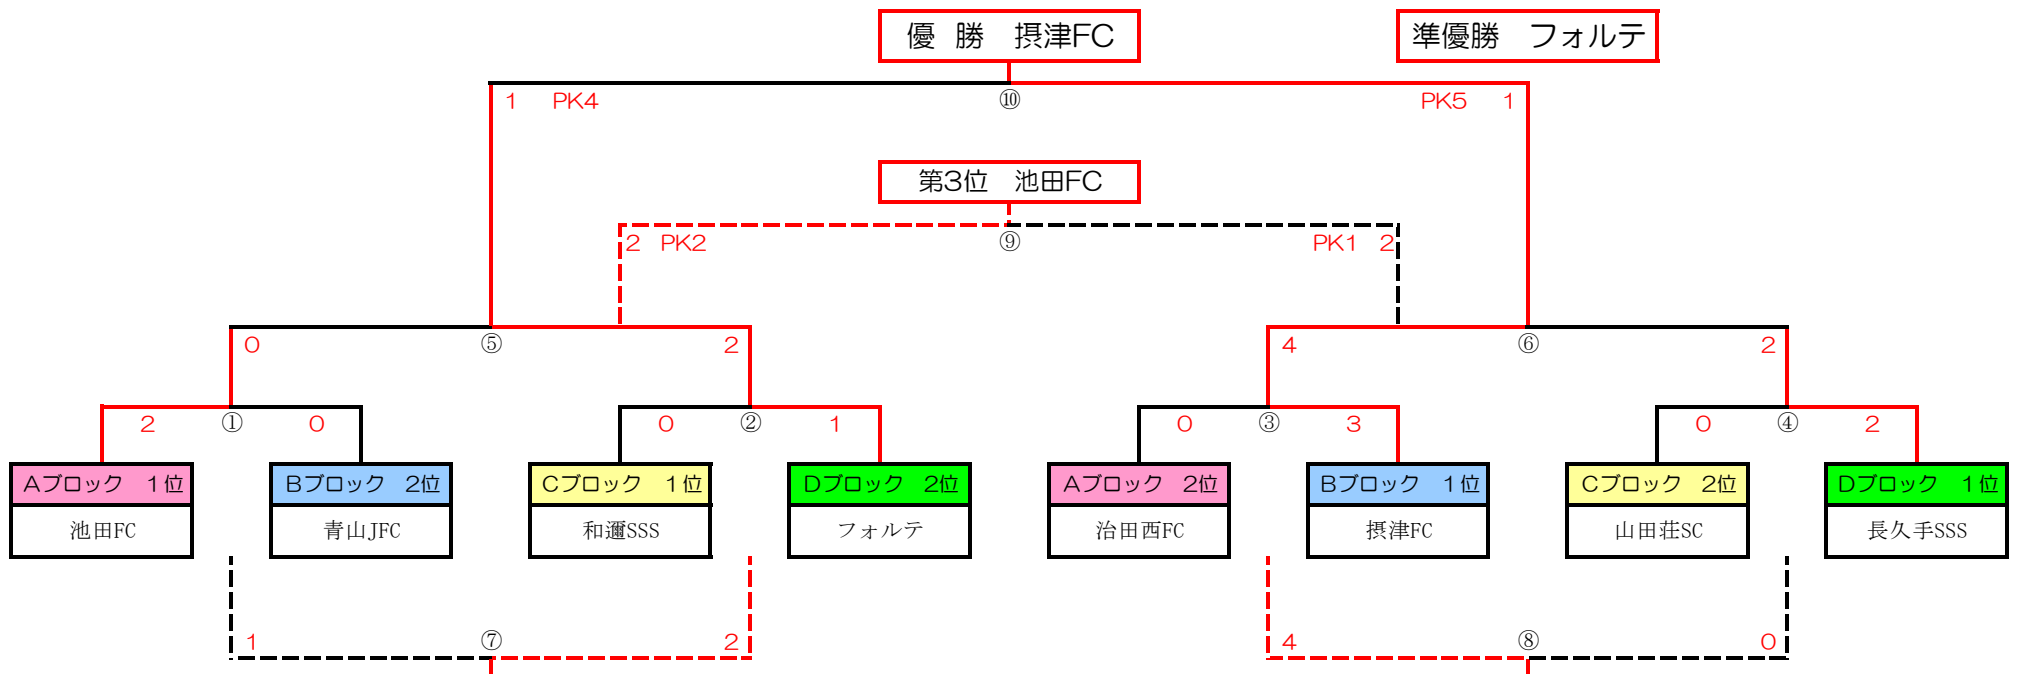 優 勝　摂津FC
準優勝　フォルテ
1　PK4
⑩
PK5　1
第3位　池田FC
2　PK2
⑨
PK1　2
0
⑤
2
4
⑥
2
2
①
0
0
②
1
0
③
3
0
④
2
Aブロック　1位
Bブロック　2位
Cブロック　1位
Dブロック　2位
Aブロック　2位
Bブロック　1位
Cブロック　2位
Dブロック　1位
池田FC
青山JFC
和邇SSS
フォルテ
治田西FC
摂津FC
山田荘SC
長久手SSS
1
⑦
2
4
⑧
0